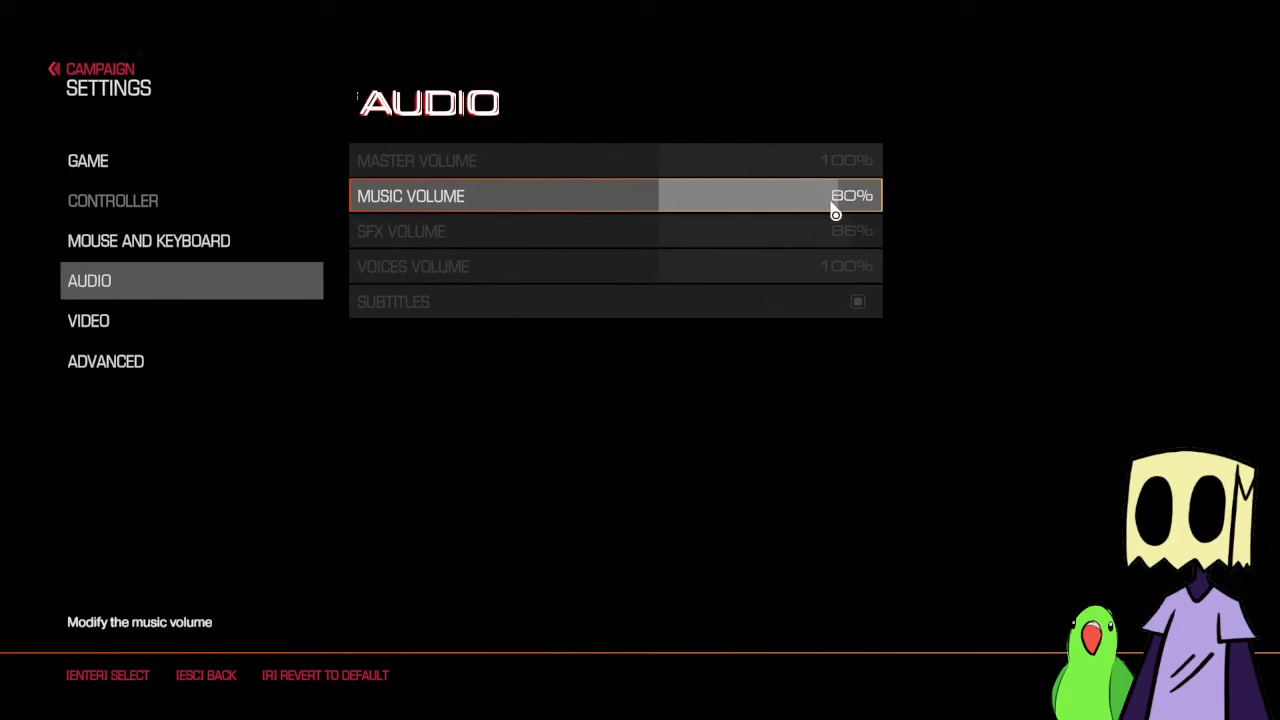 CAMPAIGN
SETTINGS
AUDIO
GAME
CONTROLLER
MOUSE AND KEYBOARD
AUDIO
VIDEO
ADVANCED
MASTER VOLUME 100%
MUSIC VOLUME 80%
SFX VOLUME 86%
VOICES VOLUME 100%
SUBTITLES
Modify the music volume
[ENTER] SELECT [ESC] BACK [R] REVERT TO DEFAULT